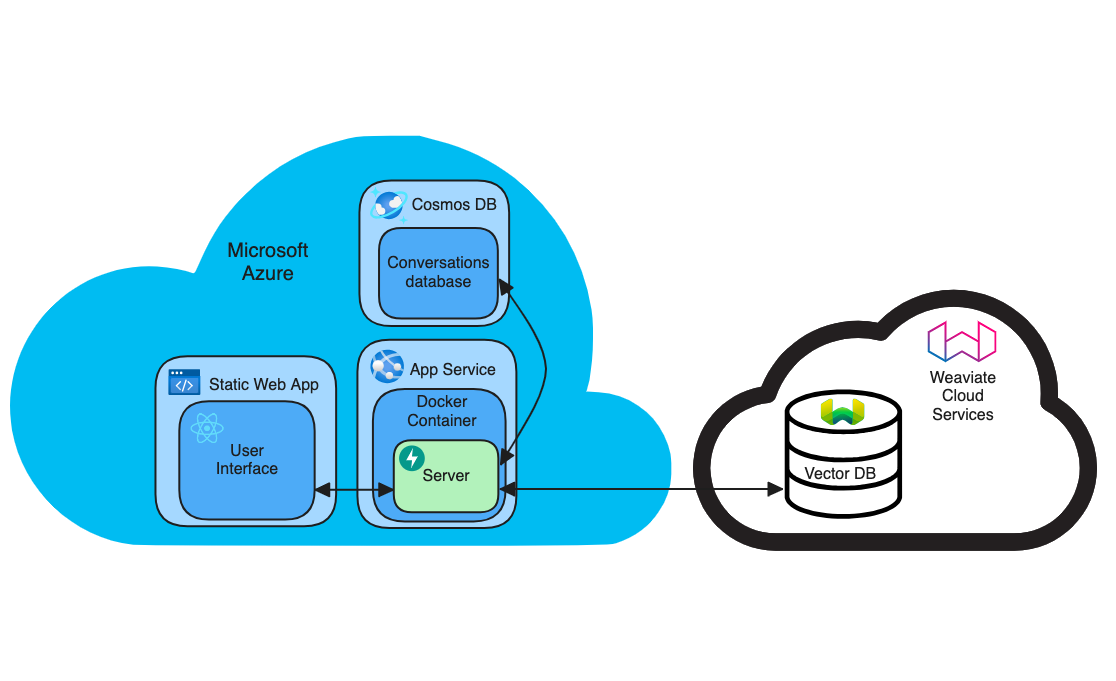 Cosmos DB
Conversations
database
Microsoft
Azure
Static Web App
User
Interface
App Service
Docker
Container
Server
Weaviate
Cloud
Services
Vector DB